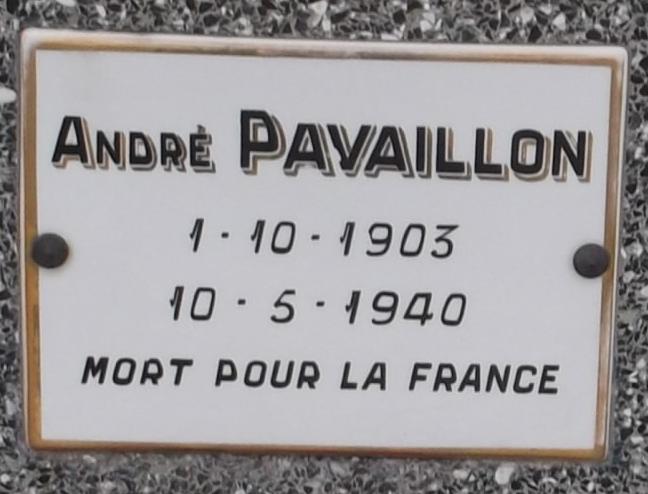 ANDRÉ PAVAILLON
1 - 10 - 1903
10 - 5 - 1940
MORT POUR LA FRANCE